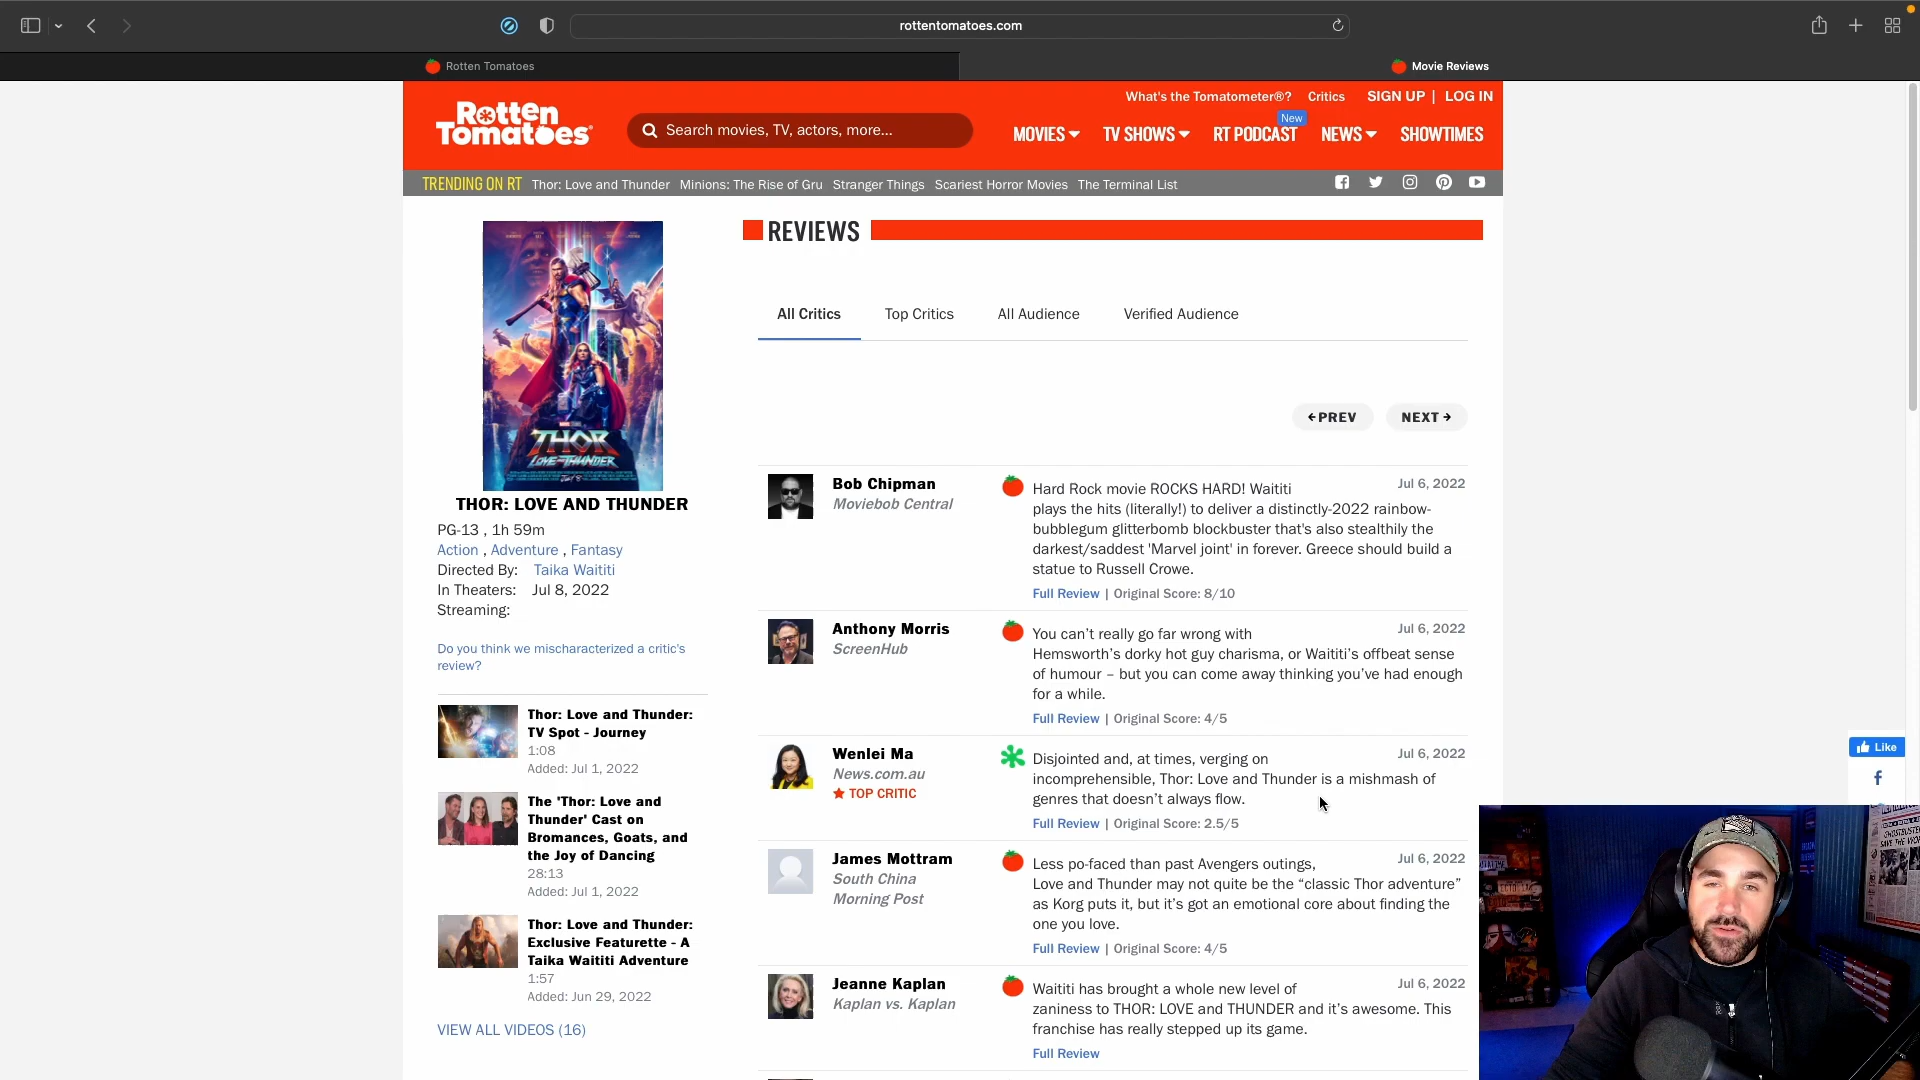 rottentomatoes.com
Rotten Tomatoes
Movie Reviews
What's the Tomatometer®?
Critics
SIGN UP | LOG IN
Rotten
Tomatoes
Search movies, TV, actors, more...
MOVIES
TV SHOWS
New
RT PODCAST
NEWS
SHOWTIMES
TRENDING ON RT
Thor: Love and Thunder
Minions: The Rise of Gru
Stranger Things
Scariest Horror Movies
The Terminal List
THOR
LOVE AND THUNDER
THOR: LOVE AND THUNDER
PG-13 , 1h 59m
Action , Adventure , Fantasy
Directed By: Taika Waititi
In Theaters: Jul 8, 2022
Streaming:
Do you think we mischaracterized a critic's
review?
Thor: Love and Thunder:
TV Spot - Journey
1:08
Added: Jul 1, 2022
The 'Thor: Love and
Thunder' Cast on
Bromances, Goats, and
the Joy of Dancing
28:13
Added: Jul 1, 2022
Thor: Love and Thunder:
Exclusive Featurette - A
Taika Waititi Adventure
1:57
Added: Jun 29, 2022
VIEW ALL VIDEOS (16)
REVIEWS
All Critics
Top Critics
All Audience
Verified Audience
PREV
NEXT
Bob Chipman
Moviebob Central
Jul 6, 2022
Hard Rock movie ROCKS HARD! Waititi
plays the hits (literally!) to deliver a distinctly-2022 rainbow-
bubblegum glitterbomb blockbuster that's also stealthily the
darkest/saddest 'Marvel joint' in forever. Greece should build a
statue to Russell Crowe.
Full Review | Original Score: 8/10
Anthony Morris
ScreenHub
Jul 6, 2022
You can’t really go far wrong with
Hemsworth’s dorky hot guy charisma, or Waititi’s offbeat sense
of humour – but you can come away thinking you’ve had enough
for a while.
Full Review | Original Score: 4/5
Wenlei Ma
News.com.au
TOP CRITIC
Jul 6, 2022
Disjointed and, at times, verging on
incomprehensible, Thor: Love and Thunder is a mishmash of
genres that doesn’t always flow.
Full Review | Original Score: 2.5/5
James Mottram
South China
Morning Post
Jul 6, 2022
Less po-faced than past Avengers outings,
Love and Thunder may not quite be the “classic Thor adventure”
as Korg puts it, but it’s got an emotional core about finding the
one you love.
Full Review | Original Score: 4/5
Jeanne Kaplan
Kaplan vs. Kaplan
Jul 6, 2022
Waititi has brought a whole new level of
zaniness to THOR: LOVE and THUNDER and it’s awesome. This
franchise has really stepped up its game.
Full Review
Like
GHOSTBUSTERS
SAVE THE WORLD